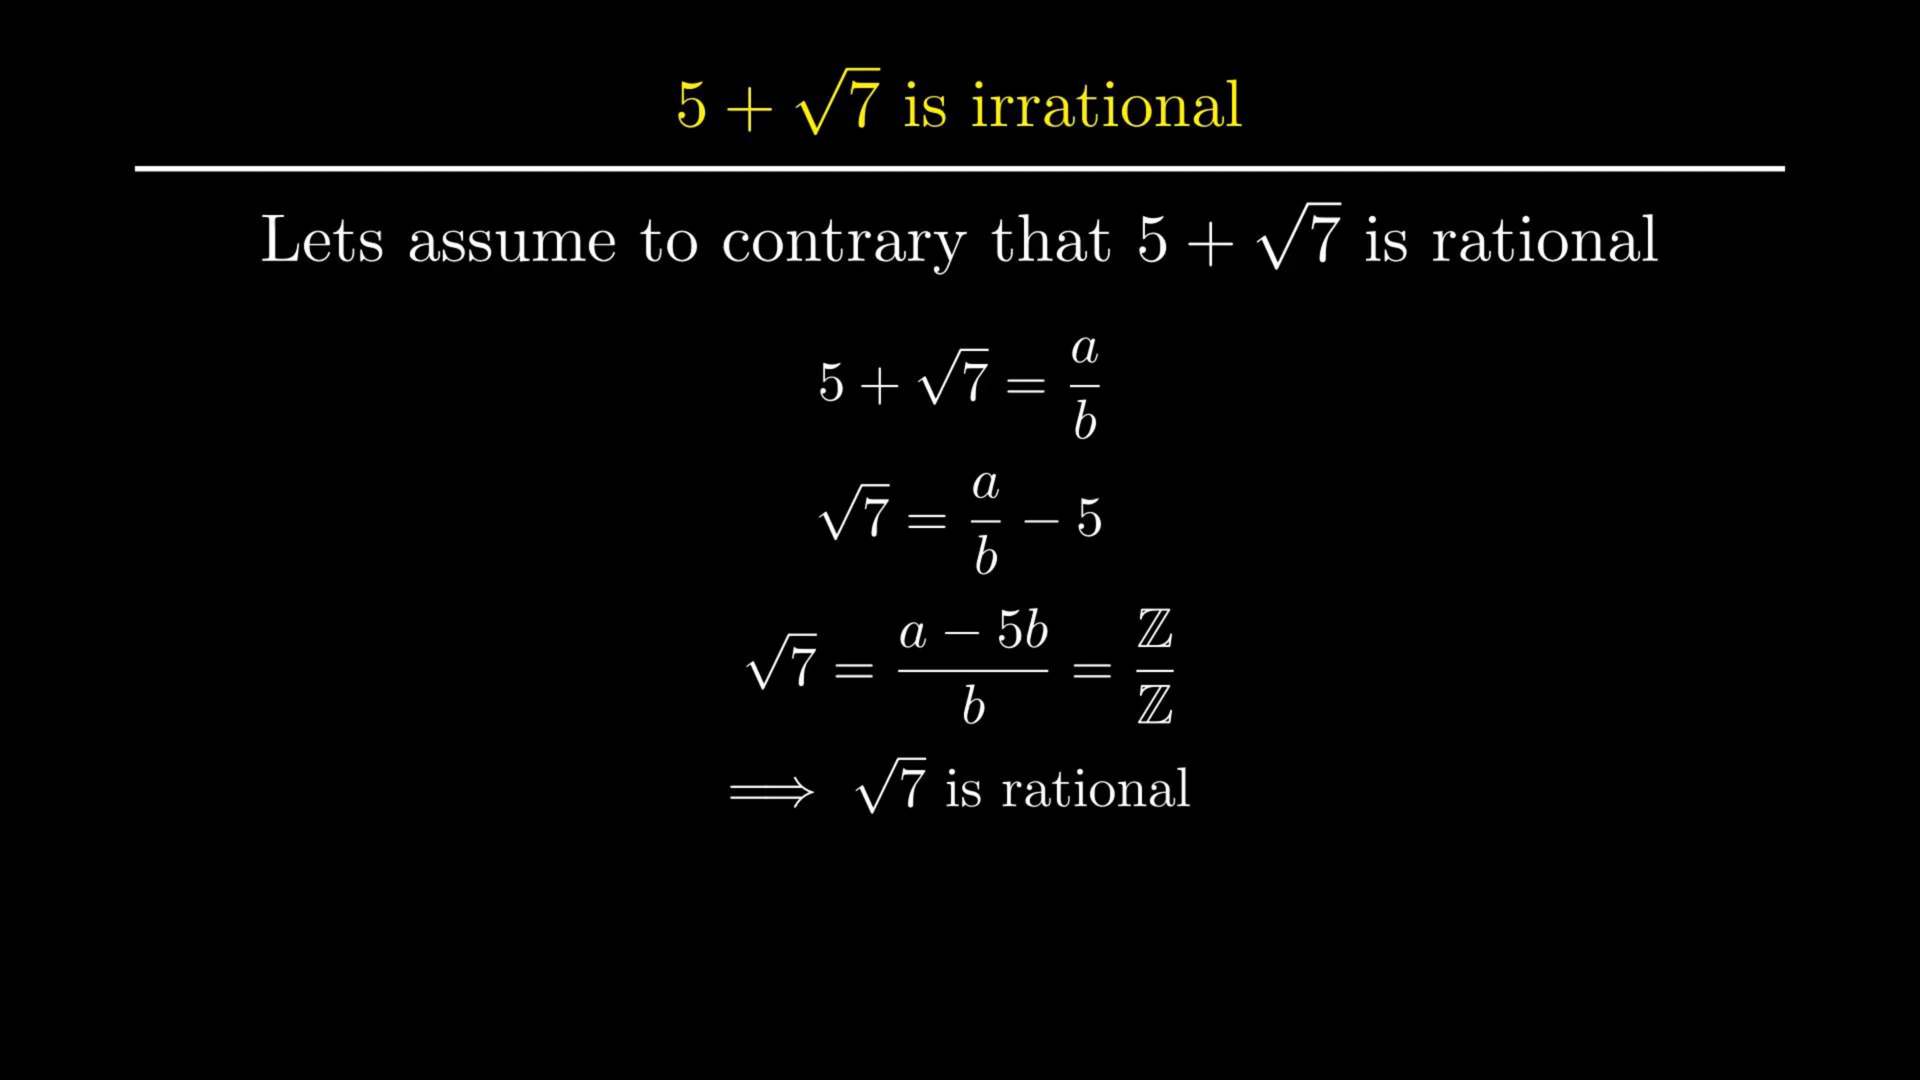 5 + √7 is irrational
Lets assume to contrary that 5 + √7 is rational
5 + √7 = a/b
√7 = a/b − 5
√7 = (a − 5b)/b = ℤ/ℤ
⟹ √7 is rational